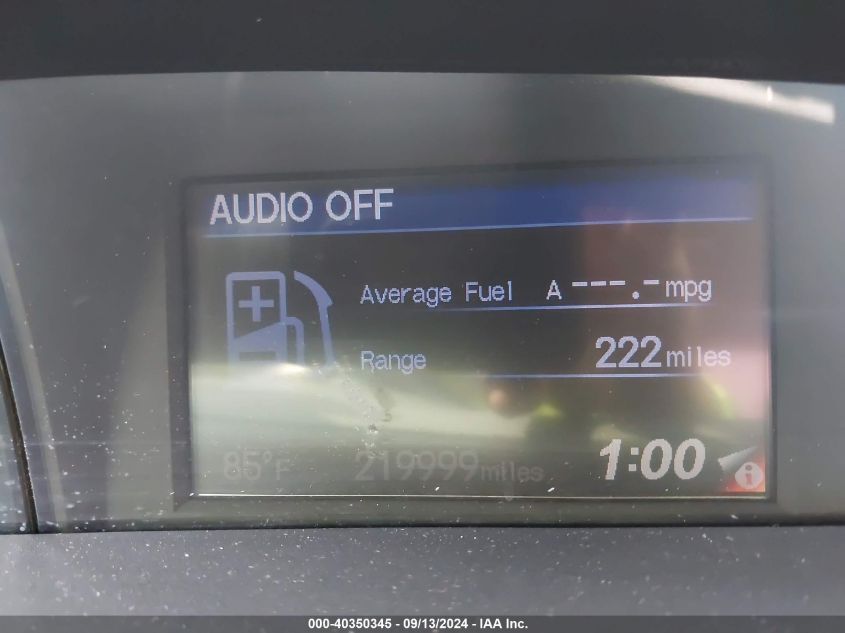 AUDIO OFF
Average Fuel A ---.- mpg
Range 222 miles
85°F 219999 miles 1:00
000-40350345 - 09/13/2024 - IAA Inc.